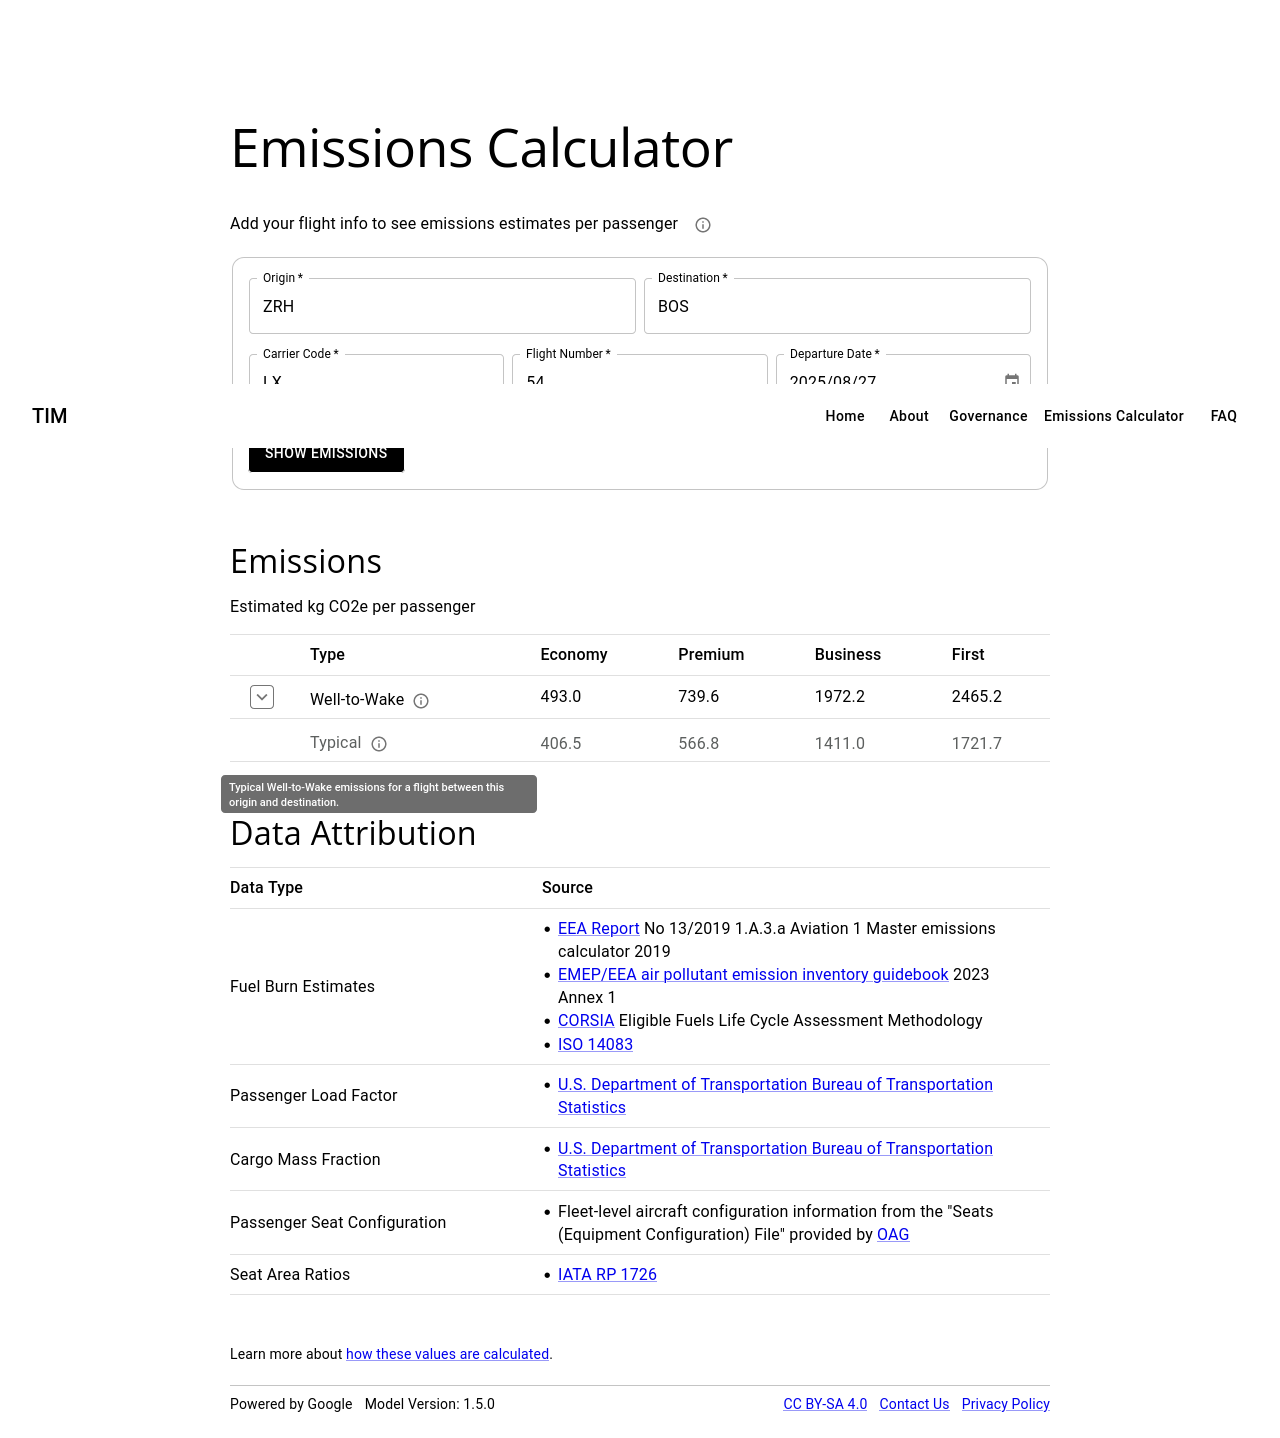 Emissions Calculator
Add your flight info to see emissions estimates per passenger
Origin *
Destination *
ZRH
BOS
Carrier Code *
Flight Number *
Departure Date *
LX
54
2025/08/27
TIM
Home
About
Governance
Emissions Calculator
FAQ
SHOW EMISSIONS
Emissions
Estimated kg CO2e per passenger
Type Economy Premium Business First
Well-to-Wake 493.0 739.6 1972.2 2465.2
Typical 406.5 566.8 1411.0 1721.7
Typical Well-to-Wake emissions for a flight between this
origin and destination.
Data Attribution
Data Type Source
Fuel Burn Estimates
• EEA Report No 13/2019 1.A.3.a Aviation 1 Master emissions
calculator 2019
• EMEP/EEA air pollutant emission inventory guidebook 2023
Annex 1
• CORSIA Eligible Fuels Life Cycle Assessment Methodology
• ISO 14083
Passenger Load Factor
• U.S. Department of Transportation Bureau of Transportation
Statistics
Cargo Mass Fraction
• U.S. Department of Transportation Bureau of Transportation
Statistics
Passenger Seat Configuration
• Fleet-level aircraft configuration information from the "Seats
(Equipment Configuration) File" provided by OAG
Seat Area Ratios
• IATA RP 1726
Learn more about how these values are calculated.
Powered by Google Model Version: 1.5.0
CC BY-SA 4.0 Contact Us Privacy Policy